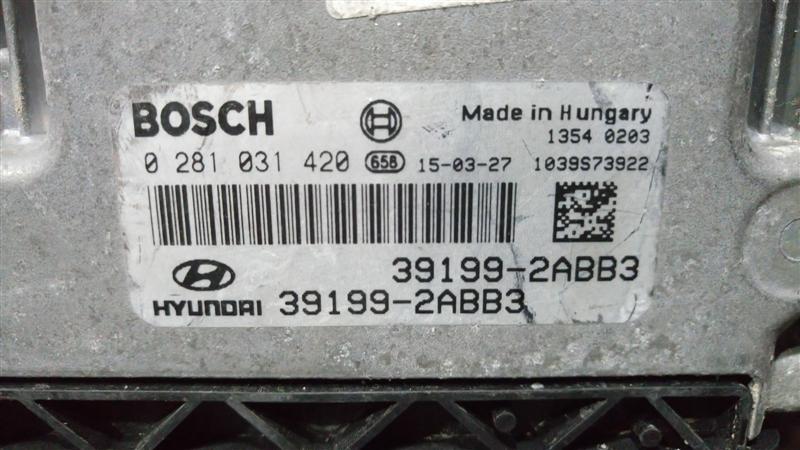 BOSCH
Made in Hungary
1354 0203
0 281 031 420 658 15-03-27 1039S73922
39199-2ABB3
HYUNDAI 39199-2ABB3